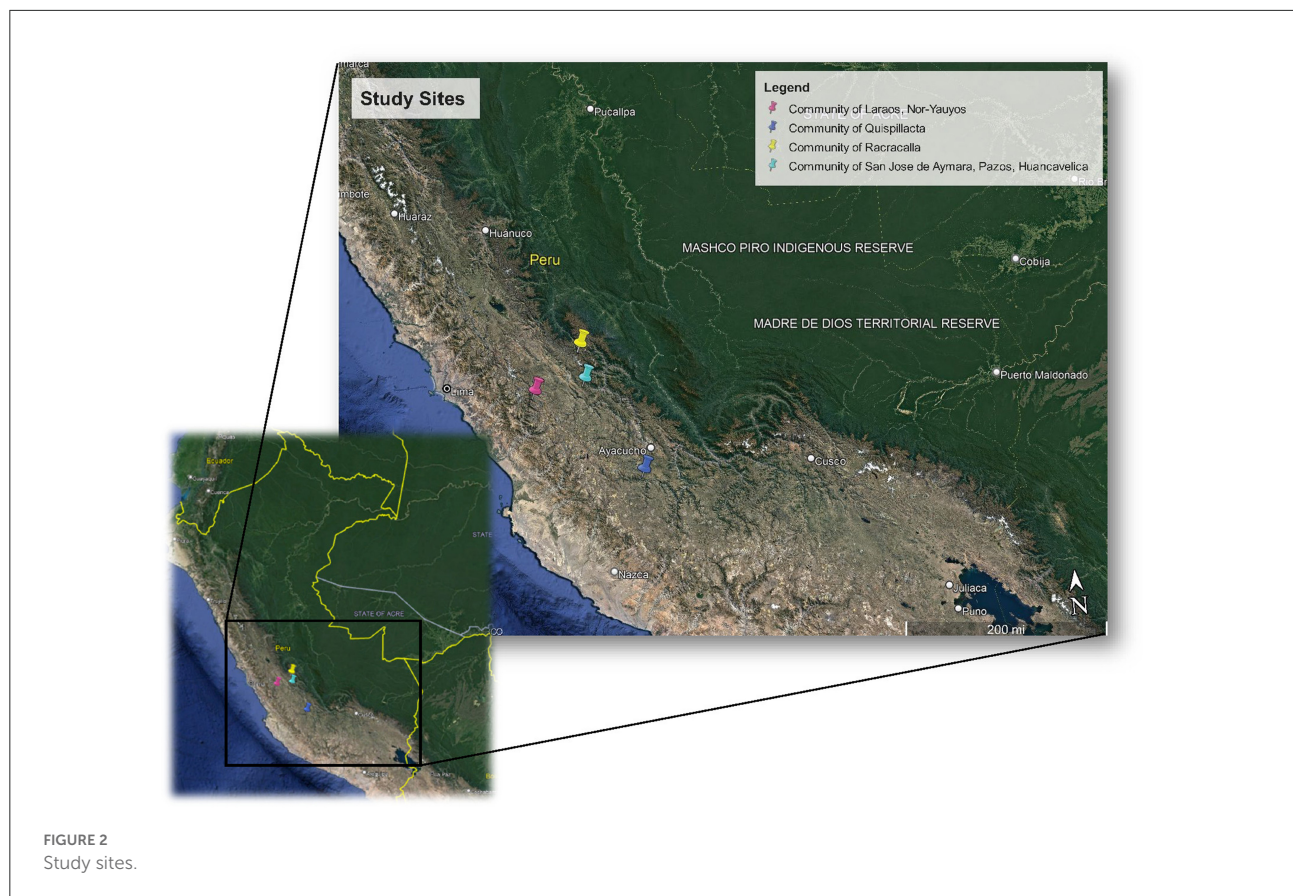 Study Sites
Legend
Community of Laraos, Nor-Yauyos
Community of Quispillacta
Community of Racracalla
Community of San Jose de Aymara, Pazos, Huancavelica
STATE OF ACRE
Pucallpa
Huaraz
Huánuco
Peru
MASHCO PIRO INDIGENOUS RESERVE
Cobija
MADRE DE DIOS TERRITORIAL RESERVE
Puerto Maldonado
Lima
Ayacucho
Cusco
Nazca
Juliaca
Puno
N
200 mi
Ecuador
STATE OF ACRE
Peru
FIGURE 2
Study sites.